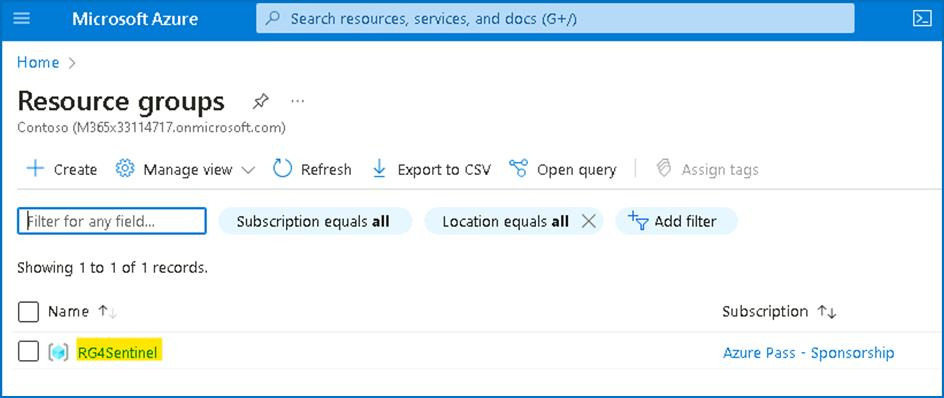 Microsoft Azure Search resources, services, and docs (G+/)
Home >
Resource groups ...
Contoso (M365x33114717.onmicrosoft.com)
+ Create Manage view Refresh Export to CSV Open query Assign tags
Filter for any field... Subscription equals all Location equals all Add filter
Showing 1 to 1 of 1 records.
Name ↑↓ Subscription ↑↓
RG4Sentinel Azure Pass - Sponsorship